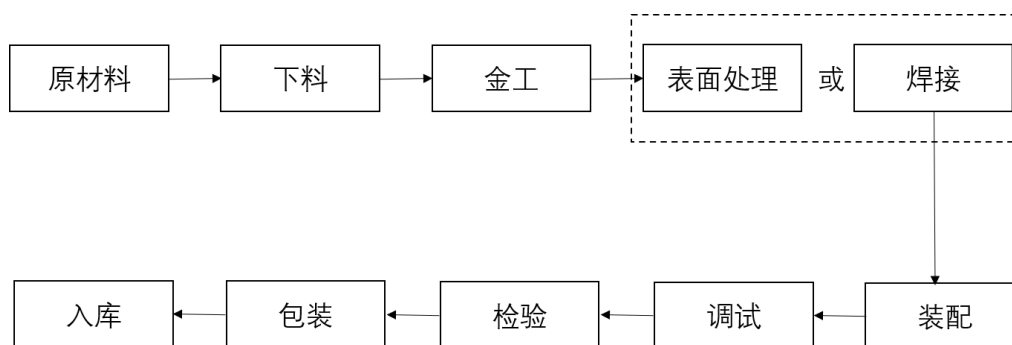 原材料
下料
金工
表面处理
或
焊接
入库
包装
检验
调试
装配